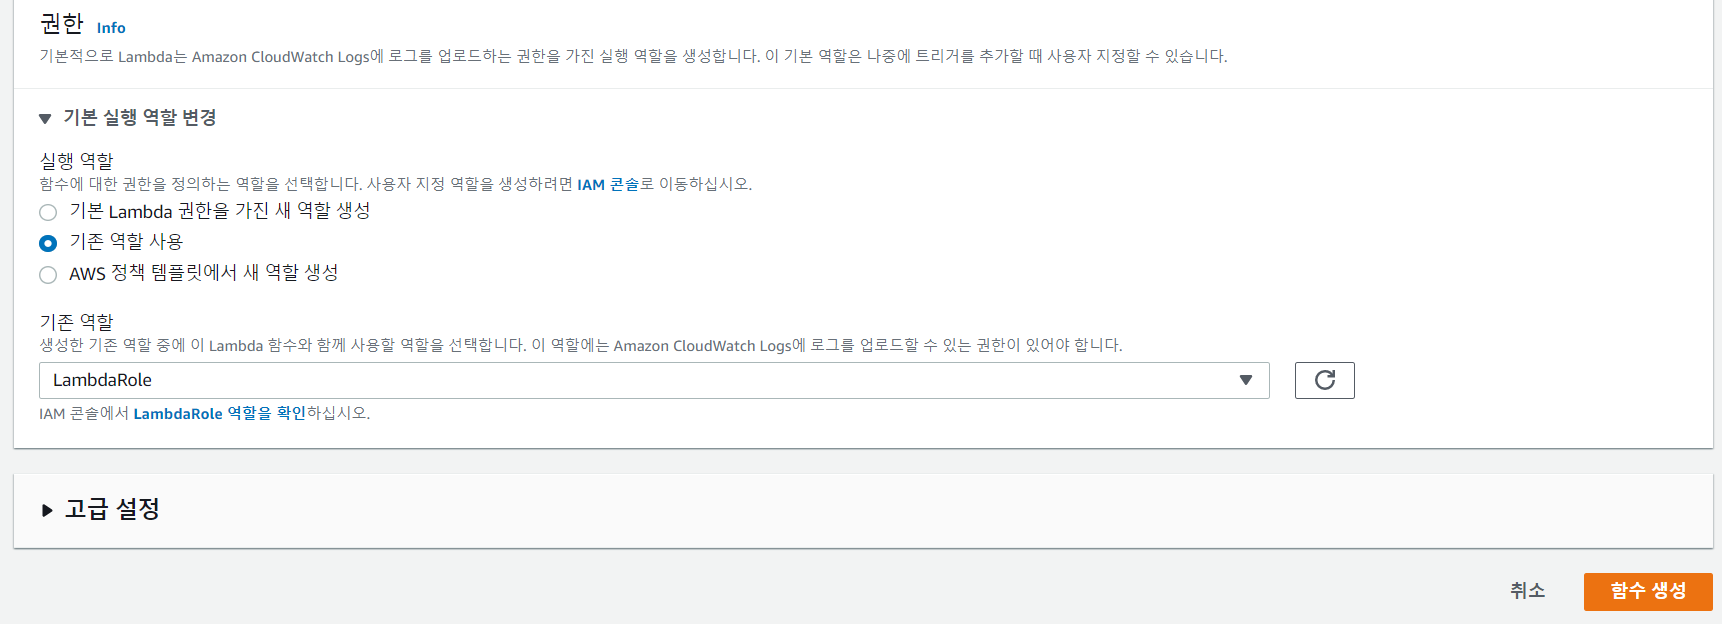 권한 Info
기본적으로 Lambda는 Amazon CloudWatch Logs에 로그를 업로드하는 권한을 가진 실행 역할을 생성합니다. 이 기본 역할은 나중에 트리거를 추가할 때 사용자 지정할 수 있습니다.
기본 실행 역할 변경
실행 역할
함수에 대한 권한을 정의하는 역할을 선택합니다. 사용자 지정 역할을 생성하려면 IAM 콘솔로 이동하십시오.
기본 Lambda 권한을 가진 새 역할 생성
기존 역할 사용
AWS 정책 템플릿에서 새 역할 생성
기존 역할
생성한 기존 역할 중에 이 Lambda 함수와 함께 사용할 역할을 선택합니다. 이 역할에는 Amazon CloudWatch Logs에 로그를 업로드할 수 있는 권한이 있어야 합니다.
LambdaRole
IAM 콘솔에서 LambdaRole 역할을 확인하십시오.
고급 설정
취소 함수 생성